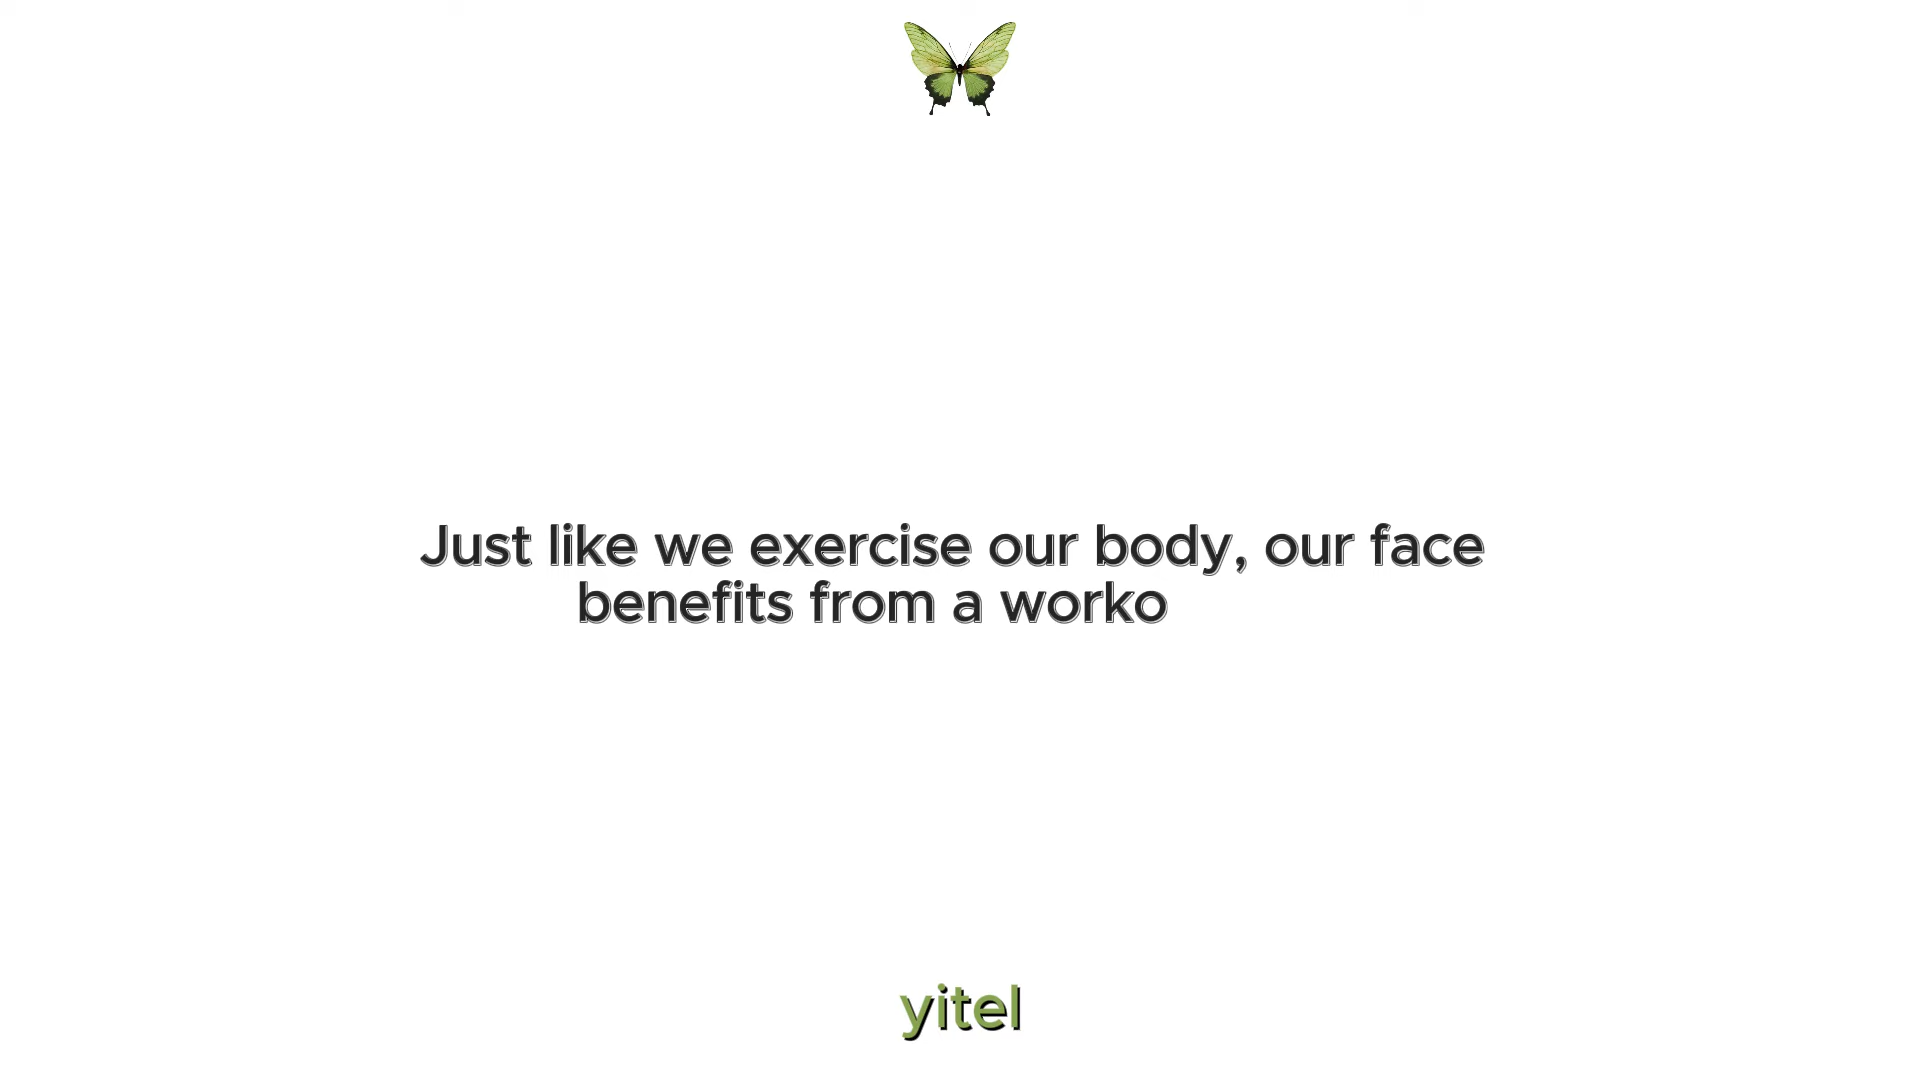 Just like we exercise our body, our face
benefits from a worko
yitel